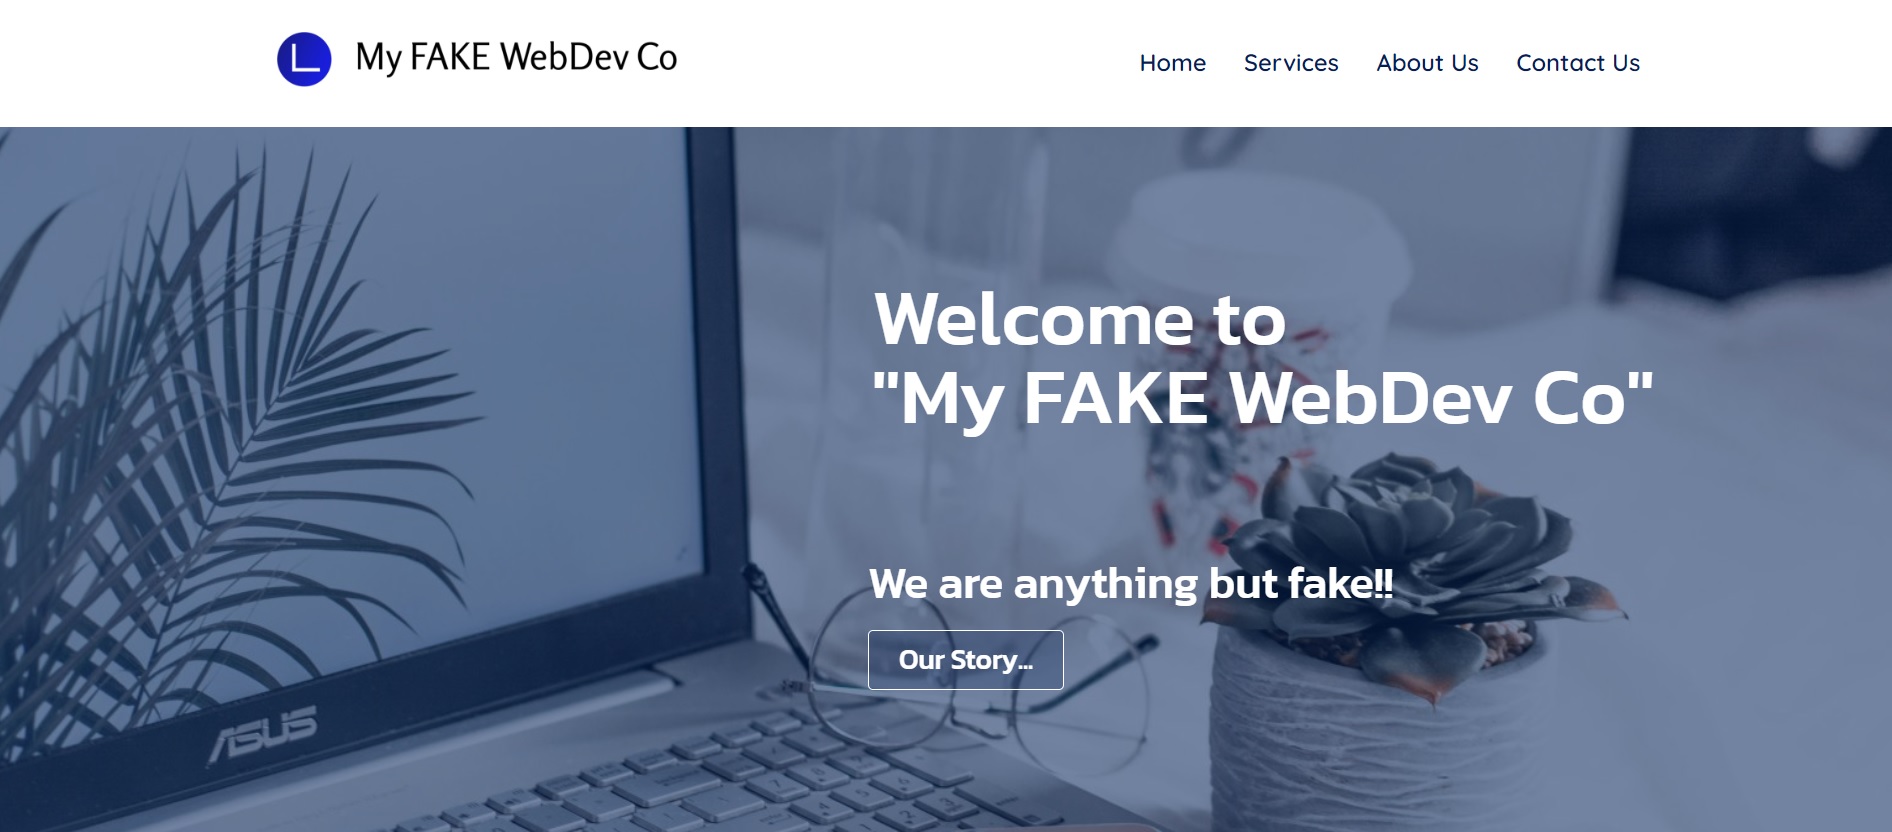 My FAKE WebDev Co
Home Services About Us Contact Us
Welcome to
"My FAKE WebDev Co"
We are anything but fake!!
Our Story...
ASUS